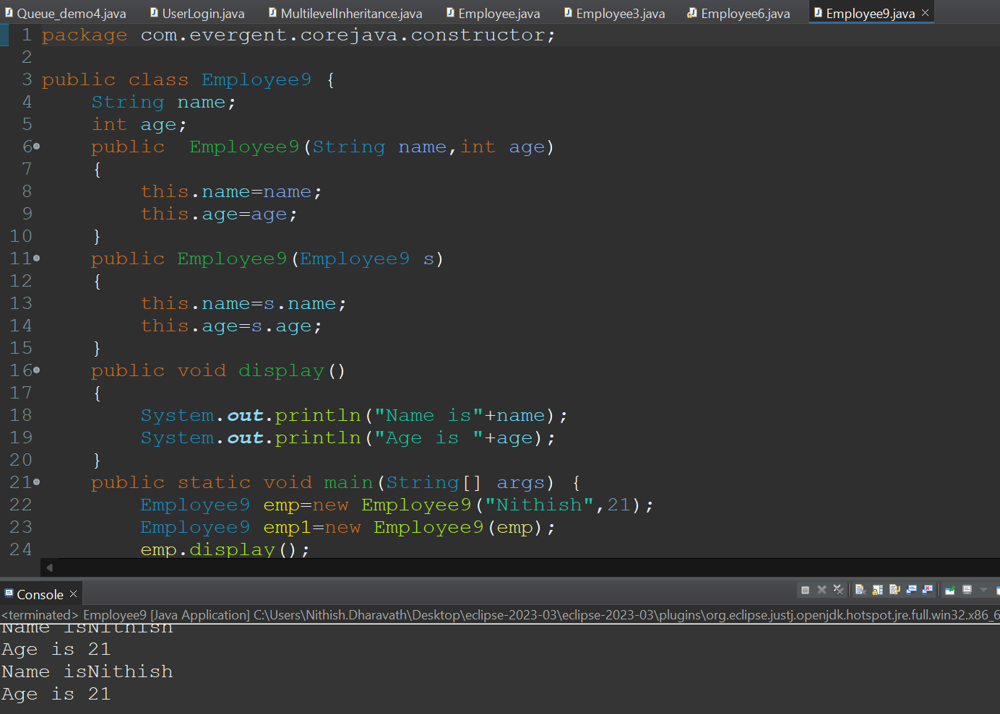 Queue_demo4.java UserLogin.java MultilevelInheritance.java Employee.java Employee3.java Employee6.java Employee9.java
1 package com.evergent.corejava.constructor;
2
3 public class Employee9 {
4 String name;
5 int age;
6 public  Employee9(String name,int age)
7 {
8 this.name=name;
9 this.age=age;
10 }
11 public Employee9(Employee9 s)
12 {
13 this.name=s.name;
14 this.age=s.age;
15 }
16 public void display()
17 {
18 System.out.println("Name is"+name);
19 System.out.println("Age is "+age);
20 }
21 public static void main(String[] args) {
22 Employee9 emp=new Employee9("Nithish",21);
23 Employee9 emp1=new Employee9(emp);
24 emp.display();
Console
<terminated> Employee9 [Java Application] C:\Users\Nithish.Dharavath\Desktop\eclipse-2023-03\eclipse-2023-03\plugins\org.eclipse.justj.openjdk.hotspot.jre.full.win32.x86_6
Name isNithish
Age is 21
Name isNithish
Age is 21